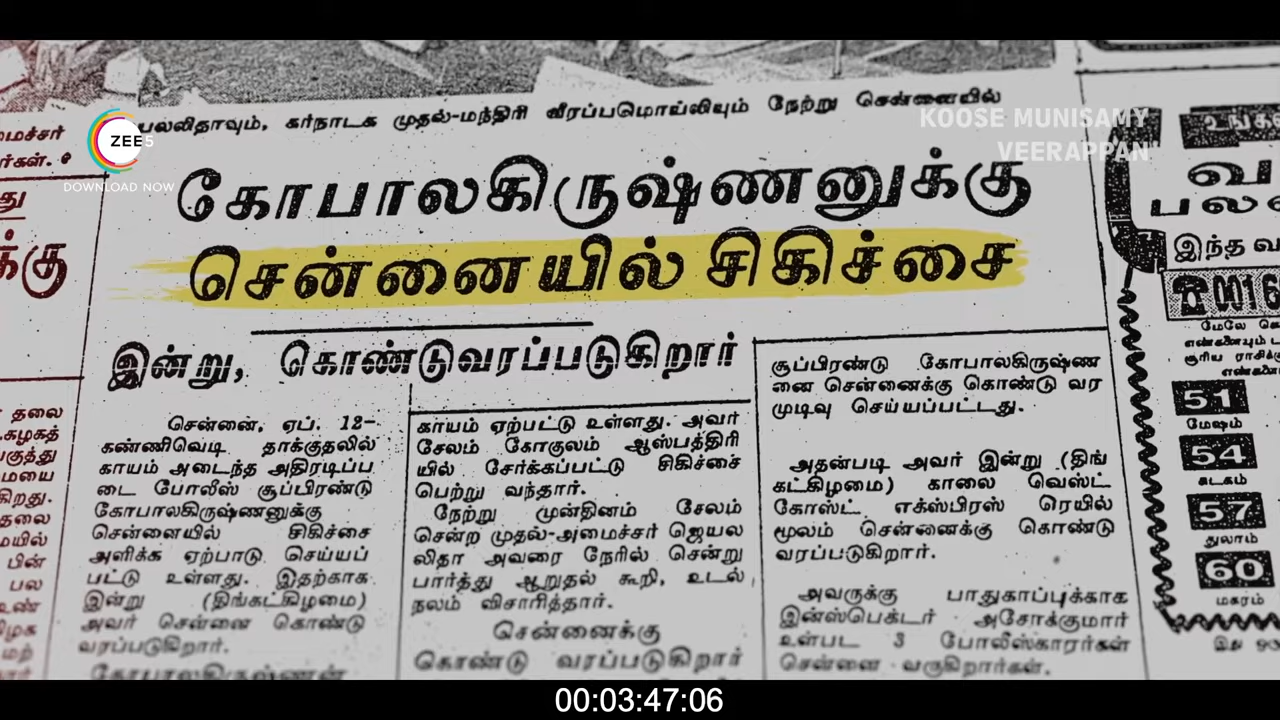 பலலிதாவும், கர்நாடக முதல்-மந்திரி வீரப்பமொய்லியும் நேற்று சென்னையில்
KOOSE MUNISAMY
VEERAPPAN
ZEE5
DOWNLOAD NOW
கோபாலகிருஷ்ணனுக்கு
சென்னையில் சிகிச்சை
இன்று, கொண்டுவரப்படுகிறார்
சென்னை, ஏப். 12-
கண்ணிவெடி தாக்குதலில்
காயம் அடைந்த அதிரடிப்ப
டை போலீஸ் சூப்பிரண்டு
கோபாலகிருஷ்ணனுக்கு
சென்னையில் சிகிச்சை
அளிக்க ஏற்பாடு செய்யப்
பட்டு உள்ளது. இதற்காக
இன்று (திங்கட்கிழமை)
அவர் சென்னை கொண்டு
வரப்படுகிறார்.
கோபாலகிருஷ்ணன்
காயம் ஏற்பட்டு உள்ளது. அவர்
சேலம் கோகுலம் ஆஸ்பத்திரி
யில் சேர்க்கப்பட்டு சிகிச்சை
பெற்று வந்தார்.
நேற்று முன்தினம் சேலம்
சென்ற முதல்-அமைச்சர் ஜெயல
லிதா அவரை நேரில் சென்று
பார்த்து ஆறுதல் கூறி, உடல்
நலம் விசாரித்தார்.
சென்னைக்கு
கொண்டு வரப்படுகிறார்
சூப்பிரண்டு கோபாலகிருஷ்ண
னை சென்னைக்கு கொண்டு வர
முடிவு செய்யப்பட்டது.
அதன்படி அவர் இன்று (திங்
கட்கிழமை) காலை வெஸ்ட்
கோஸ்ட் எக்ஸ்பிரஸ் ரெயில்
மூலம் சென்னைக்கு கொண்டு
வரப்படுகிறார்.
அவருக்கு பாதுகாப்புக்காக
இன்ஸ்பெக்டர் அசோக்குமார்
உள்பட 3 போலீஸ்காரர்கள்
சென்னை வருகிறார்கள்.
இந்த
மேலே
51
மேஷம்
54
கடகம்
57
துலாம்
60
மகரம்
00:03:47:06